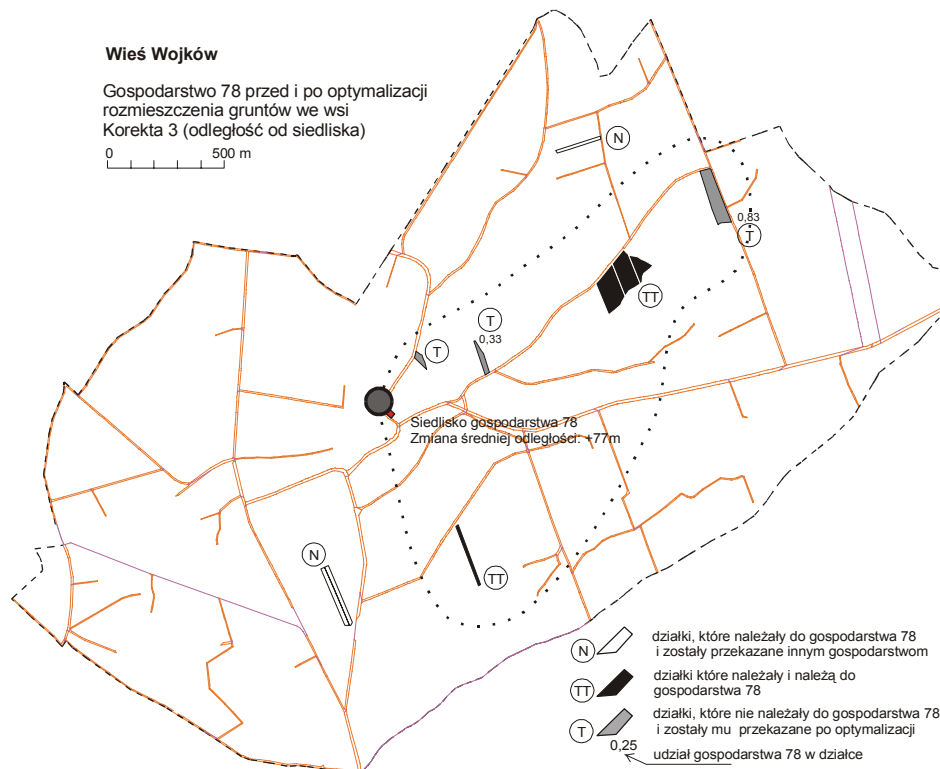 Wieś Wojków
Gospodarstwo 78 przed i po optymalizacji
rozmieszczenia gruntów we wsi
Korekta 3 (odległość od siedliska)
0 500 m
N
0,83
T
TT
T
0,33
T
Siedlisko gospodarstwa 78
Zmiana średniej odległości: +77m
N
TT
N działki, które należały do gospodarstwa 78
i zostały przekazane innym gospodarstwom
TT działki które należały i należą do
gospodarstwa 78
T działki, które nie należały do gospodarstwa 78
i zostały mu przekazane po optymalizacji
0,25
udział gospodarstwa 78 w działce